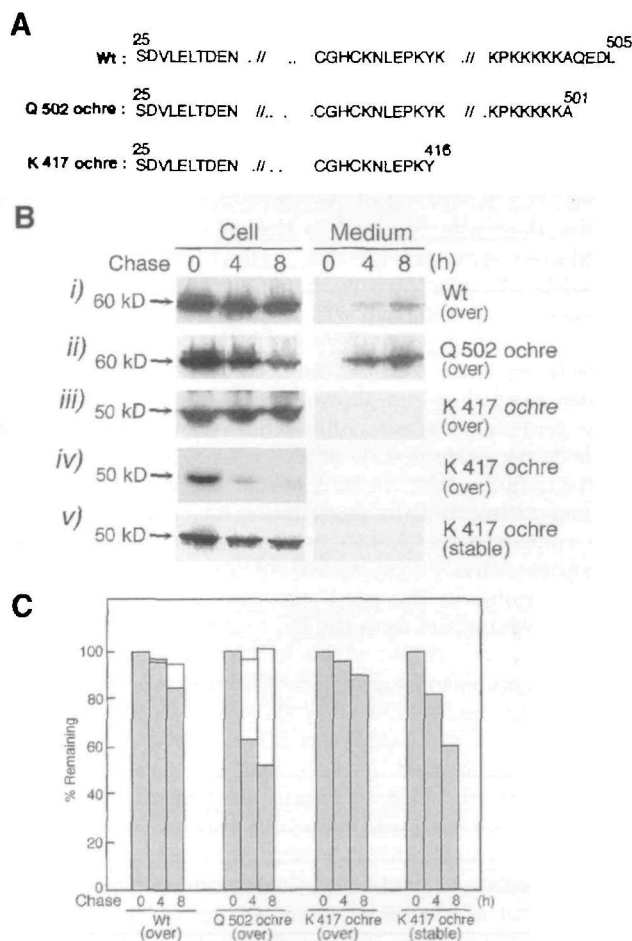 A
25 505
Wt : SDVLELTDEN . // . . CGHCKNLEPKYK . // . KPKKKKKAQEDL
25 501
Q 502 ochre : SDVLELTDEN //. . . .CGHCKNLEPKYK // . KPKKKKKA
25 416
K 417 ochre : SDVLELTDEN //. . CGHCKNLEPKY
B
Cell Medium
Chase 0 4 8 0 4 8 (h)
i) 60 kD Wt (over)
ii) 60 kD Q 502 ochre (over)
iii) 50 kD K 417 ochre (over)
iv) 50 kD K 417 ochre (over)
v) 50 kD K 417 ochre (stable)
C
% Remaining
100
80
60
40
20
0
Chase 0 4 8 0 4 8 0 4 8 0 4 8 (h)
Wt Q 502 ochre K 417 ochre K 417 ochre
(over) (over) (over) (stable)